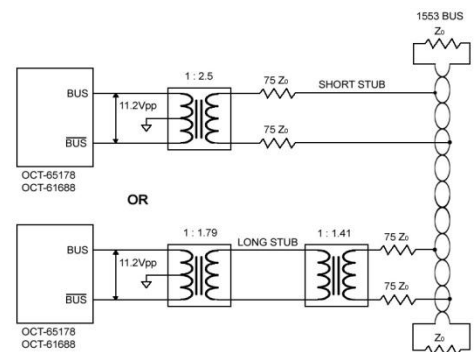 1553 BUS
Z₀
1 : 2.5
75 Z₀
SHORT STUB
BUS
11.2Vpp
B̅U̅S̅
75 Z₀
OCT-65178
OCT-61688
OR
1 : 1.79
LONG STUB
1 : 1.41
75 Z₀
BUS
11.2Vpp
75 Z₀
B̅U̅S̅
OCT-65178
OCT-61688
Z₀